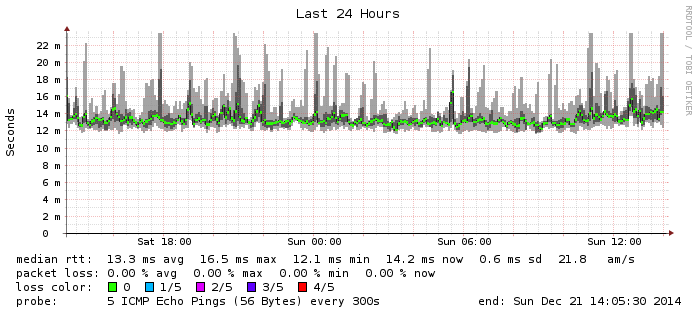 Last 24 Hours
RRDTOOL / TOBI OETIKER
Seconds
22 m
20 m
18 m
16 m
14 m
12 m
10 m
8 m
6 m
4 m
2 m
0
Sat 18:00 Sun 00:00 Sun 06:00 Sun 12:00
median rtt: 13.3 ms avg 16.5 ms max 12.1 ms min 14.2 ms now 0.6 ms sd 21.8 am/s
packet loss: 0.00 % avg 0.00 % max 0.00 % min 0.00 % now
loss color: 0 1/5 2/5 3/5 4/5
probe: 5 ICMP Echo Pings (56 Bytes) every 300s end: Sun Dec 21 14:05:30 2014